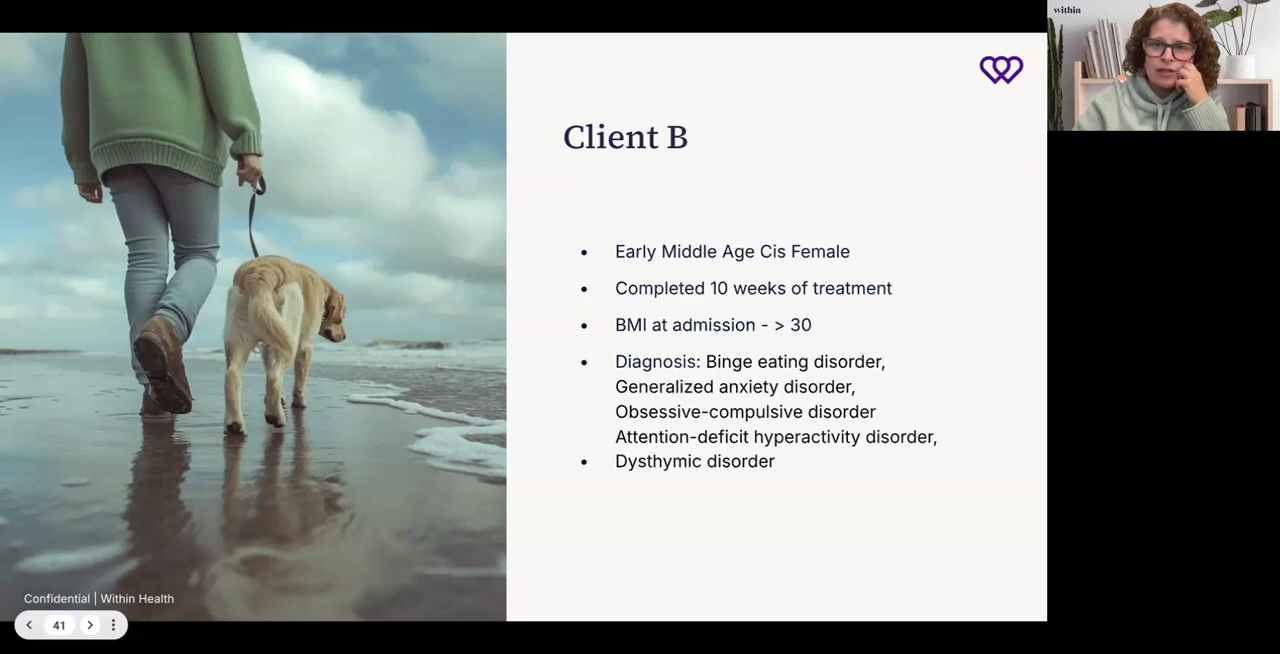 within
Client B
• Early Middle Age Cis Female
• Completed 10 weeks of treatment
• BMI at admission - > 30
• Diagnosis: Binge eating disorder,
Generalized anxiety disorder,
Obsessive-compulsive disorder
Attention-deficit hyperactivity disorder,
• Dysthymic disorder
Confidential | Within Health
41